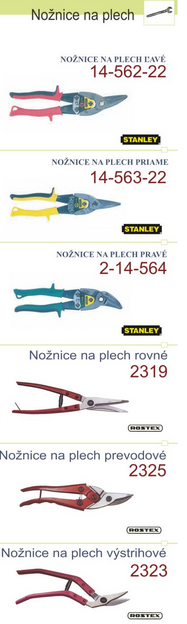 Nožnice na plech
NOŽNICE NA PLECH ĽAVÉ
14-562-22
STANLEY
NOŽNICE NA PLECH PRIAME
14-563-22
STANLEY
NOŽNICE NA PLECH PRAVÉ
2-14-564
STANLEY
Nožnice na plech rovné
2319
ROSTEX
Nožnice na plech prevodové
2325
ROSTEX
Nožnice na plech výstrihové
2323
ROSTEX